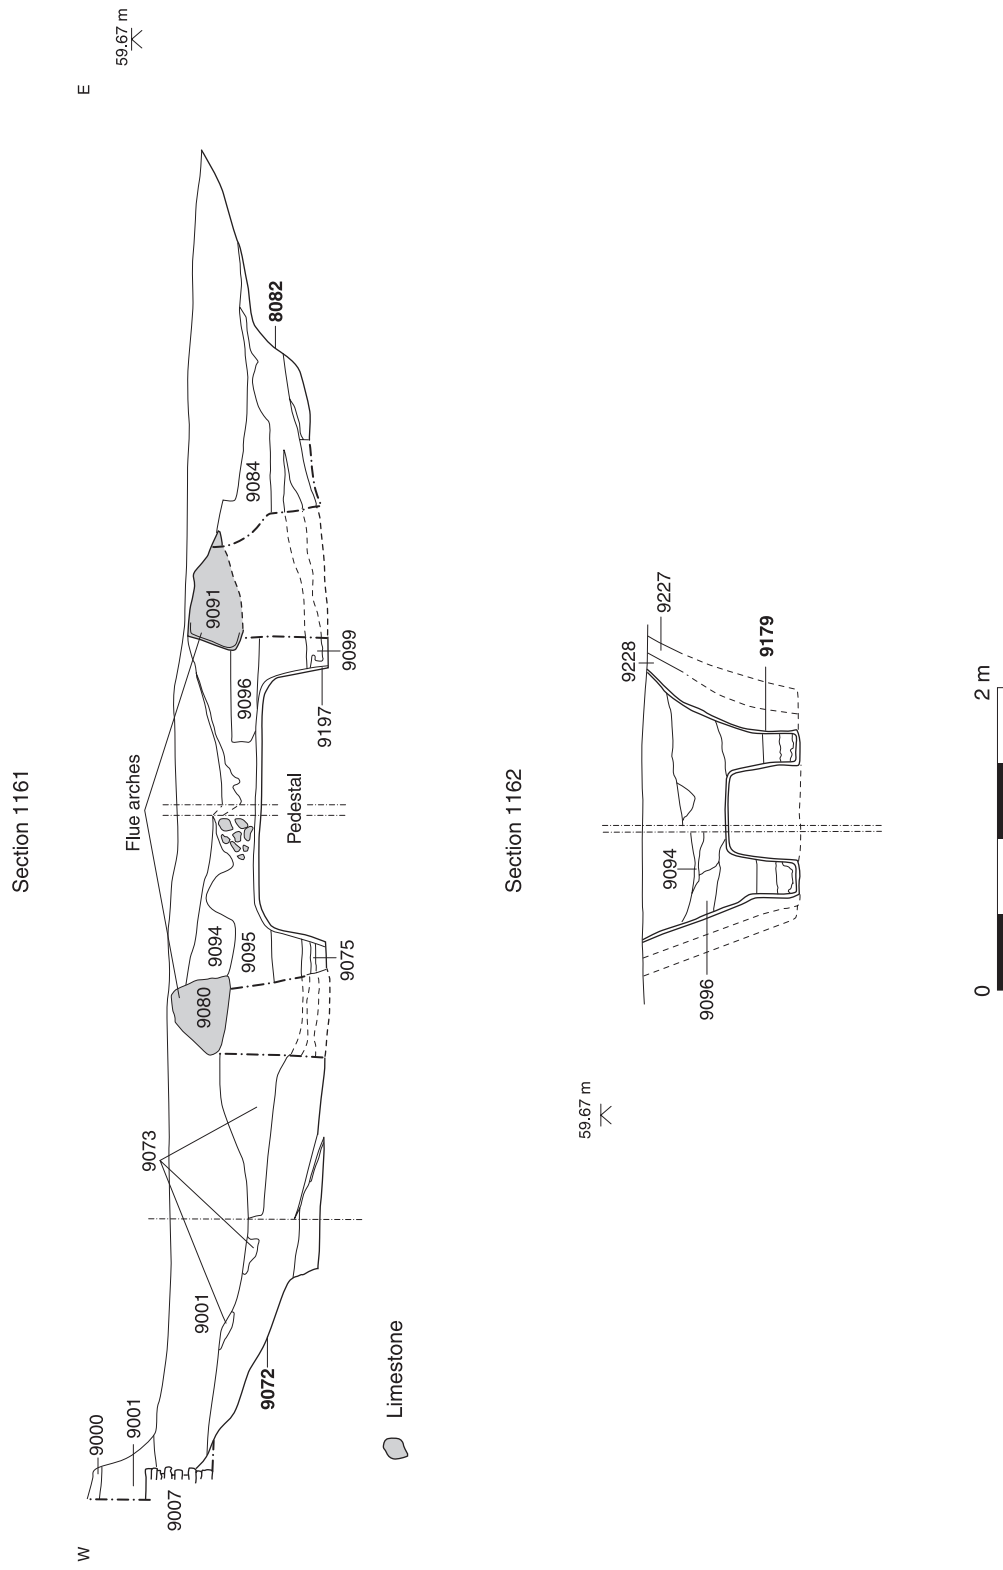 Section 1161
W
E
59.67 m
9000
9001
9007
9001
9072
9073
Flue arches
9080
9094
9095
9075
Pedestal
9096
9091
9197
9099
9084
8082
Limestone
Section 1162
59.67 m
9096
9094
9228
9227
9179
0
2 m